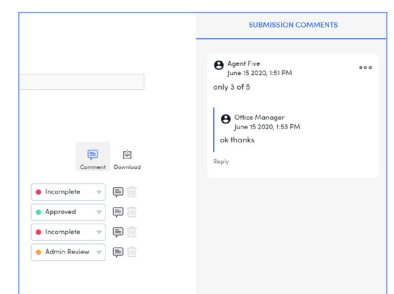 SUBMISSION COMMENTS
Agent Five
June 15 2020, 1:51 PM
only 3 of 5
Office Manager
June 15 2020, 1:53 PM
ok thanks
Reply
Comment Download
Incomplete
Approved
Incomplete
Admin Review